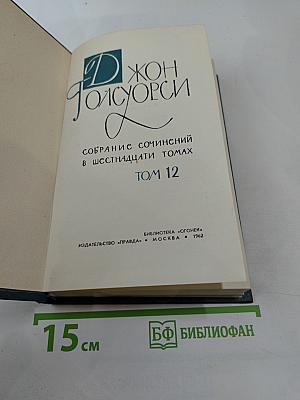 ДЖОН
ГОЛСУОРСИ
СОБРАНИЕ СОЧИНЕНИЙ
В ШЕСТНАДЦАТИ ТОМАХ
ТОМ 12
БИБЛИОТЕКА «ОГОНЕК»
ИЗДАТЕЛЬСТВО «ПРАВДА» • МОСКВА • 1962
15 см
БФ БИБЛИОФАН